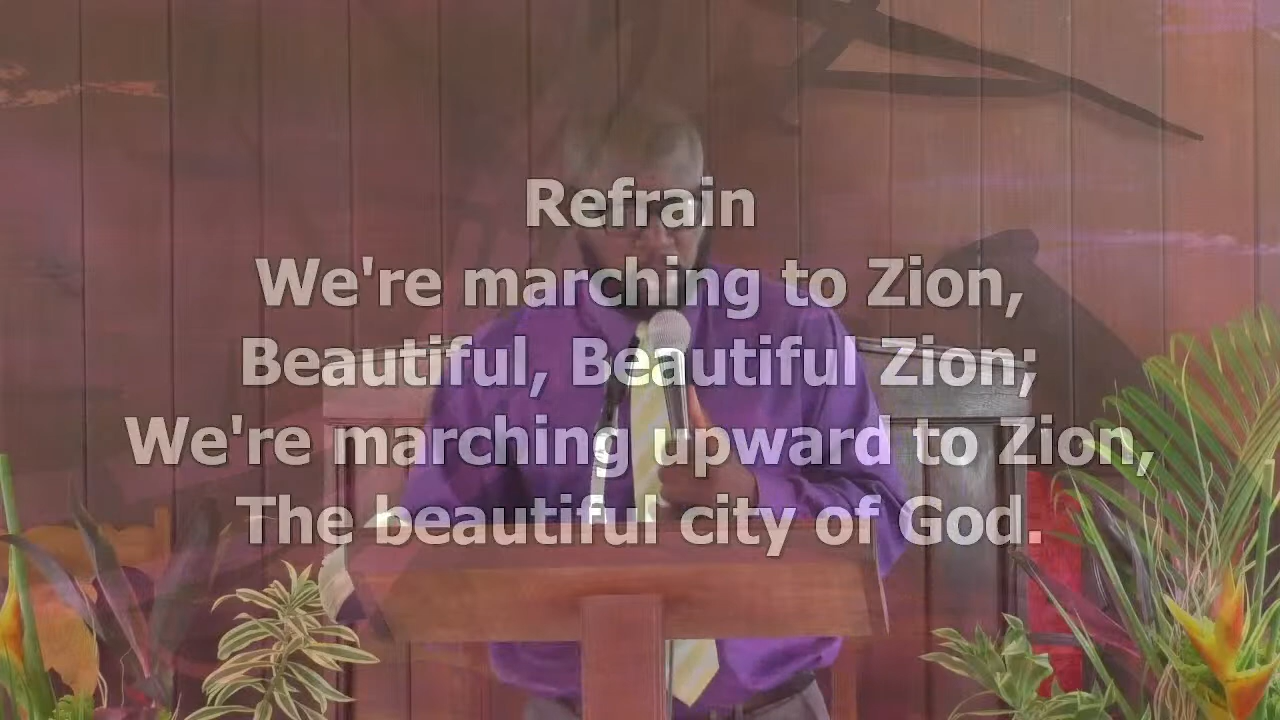 Refrain
We're marching to Zion,
Beautiful, Beautiful Zion;
We're marching upward to Zion,
The beautiful city of God.